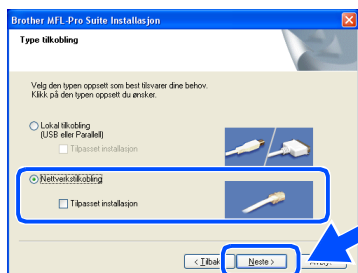 Brother MFL-Pro Suite Installasjon
Type tilkobling
Velg den typen oppsett som best tilsvarer dine behov.
Klikk på den typen oppsett du ønsker.
Lokal tilkobling
(USB eller Parallell)
Tilpasset installasjon
Nettverkstilkobling
Tilpasset installasjon
< Tilbake Neste >